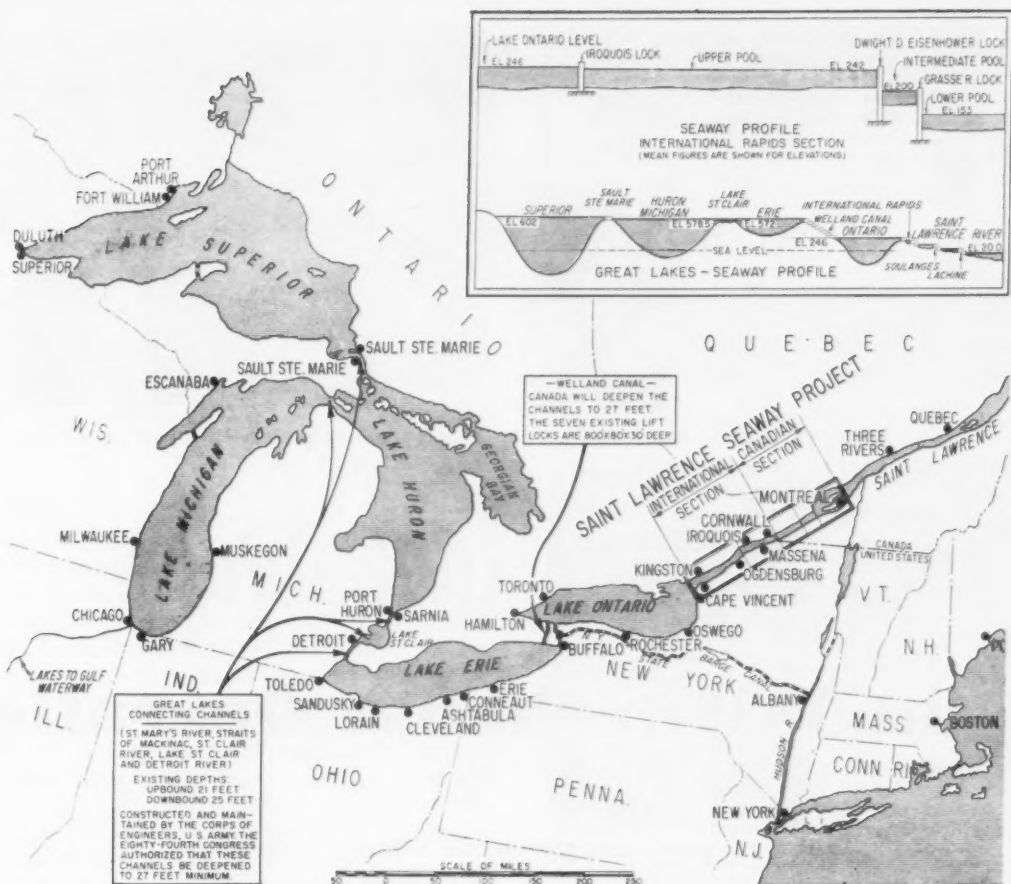 LAKE ONTARIO LEVEL
IROQUOIS LOCK
UPPER POOL
DWIGHT D. EISENHOWER LOCK
INTERMEDIATE POOL
GRASSE R. LOCK
LOWER POOL
EL 246
EL 242
EL 200
EL 153
SEAWAY PROFILE
INTERNATIONAL RAPIDS SECTION
(MEAN FIGURES ARE SHOWN FOR ELEVATIONS)
SUPERIOR
EL 602
SAULT
STE MARIE
HURON
MICHIGAN
EL 578.5
LAKE
ST CLAIR
ERIE
EL 572
INTERNATIONAL RAPIDS
WELLAND CANAL
ONTARIO
EL 246
SAINT
LAWRENCE RIVER
EL 20.0
SEA LEVEL
SOULANGES
LACHINE
GREAT LAKES - SEAWAY PROFILE
PORT
ARTHUR
FORT WILLIAM
DULUTH
SUPERIOR
LAKE SUPERIOR
ONTARIO
SAULT STE. MARIE
SAULT STE. MARIE
QUEBEC
ESCANABA
WIS.
—WELLAND CANAL—
CANADA WILL DEEPEN THE
CHANNELS TO 27 FEET.
THE SEVEN EXISTING LIFT
LOCKS ARE 800X80X30 DEEP
LAKE HURON
GEORGIAN
BAY
LAKE MICHIGAN
SAINT LAWRENCE SEAWAY PROJECT
INTERNATIONAL
SECTION
CANADIAN
SECTION
QUEBEC
THREE
RIVERS
SAINT LAWRENCE
MONTREAL
CORNWALL
IROQUOIS
MASSENA
CANADA
UNITED STATES
OGDENSBURG
KINGSTON
CAPE VINCENT
MILWAUKEE
MUSKEGON
MICH.
PORT
HURON
SARNIA
TORONTO
LAKE ONTARIO
HAMILTON
OSWEGO
ROCHESTER
BUFFALO
N.Y.
STATE
BARGE
CANAL
NEW YORK
VT.
N.H.
CHICAGO
GARY
DETROIT
LAKE
ST CLAIR
LAKE ERIE
TOLEDO
SANDUSKY
LORAIN
CLEVELAND
ASHTABULA
CONNEAUT
ERIE
ALBANY
MASS
BOSTON
CONN
R.I.
HUDSON R.
LAKES TO GULF
WATERWAY
ILL
IND.
OHIO
PENNA.
NEW YORK
N.J.
L.I.
GREAT LAKES
CONNECTING CHANNELS
(ST MARY'S RIVER, STRAITS
OF MACKINAC, ST. CLAIR
RIVER, LAKE ST CLAIR
AND DETROIT RIVER)
EXISTING DEPTHS:
UPBOUND 21 FEET
DOWNBOUND 25 FEET
CONSTRUCTED AND MAIN-
TAINED BY THE CORPS OF
ENGINEERS, U.S. ARMY. THE
EIGHTY-FOURTH CONGRESS
AUTHORIZED THAT THESE
CHANNELS BE DEEPENED
TO 27 FEET MINIMUM.
SCALE OF MILES
50 0 50 100 150 200 250